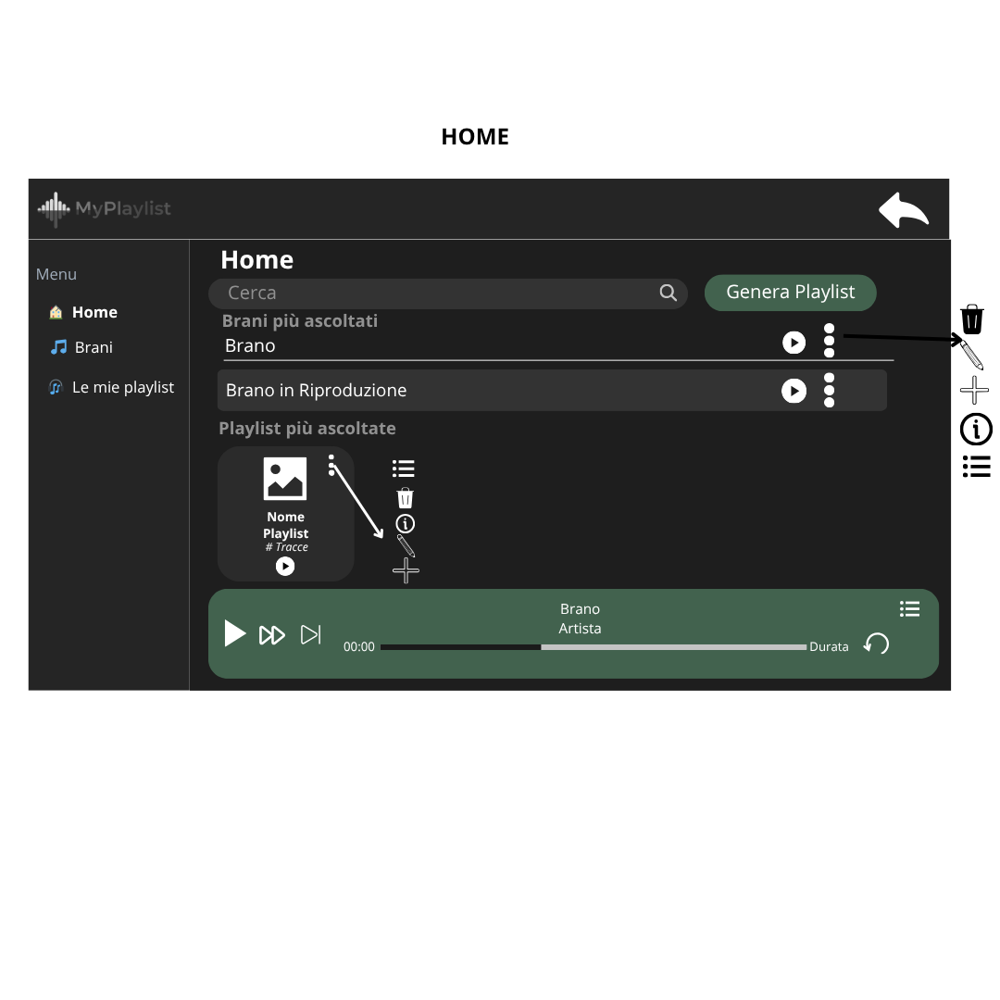 HOME
MyPlaylist
Menu
Home
Brani
Le mie playlist
Home
Cerca
Genera Playlist
Brani più ascoltati
Brano
Brano in Riproduzione
Playlist più ascoltate
Nome
Playlist
# Tracce
Brano
Artista
00:00
Durata